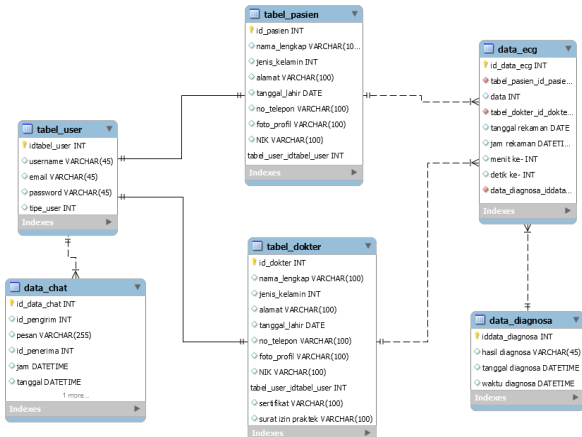 tabel_pasien
id_pasien INT
nama_lengkap VARCHAR(10...
jenis_kelamin INT
alamat VARCHAR(100)
tanggal_lahir DATE
no_telepon VARCHAR(100)
foto_profil VARCHAR(100)
NIK VARCHAR(100)
tabel_user_idtabel_user INT
Indexes
data_ecg
id_data_ecg INT
tabel_pasien_id_pasie...
data INT
tabel_dokter_id_dokte...
tanggal rekaman DATE
jam rekaman DATETI...
menit ke- INT
detik ke- INT
data_diagnosa_iddata...
Indexes
tabel_user
idtabel_user INT
username VARCHAR(45)
email VARCHAR(45)
password VARCHAR(45)
tipe_user INT
Indexes
tabel_dokter
id_dokter INT
nama_lengkap VARCHAR(100)
jenis_kelamin INT
alamat VARCHAR(100)
tanggal_lahir DATE
no_telepon VARCHAR(100)
foto_profil VARCHAR(100)
NIK VARCHAR(100)
tabel_user_idtabel_user INT
sertifikat VARCHAR(100)
surat izin praktek VARCHAR(100)
Indexes
data_chat
id_data_chat INT
id_pengirim INT
pesan VARCHAR(255)
id_penerima INT
jam DATETIME
tanggal DATETIME
1 more...
Indexes
data_diagnosa
iddata_diagnosa INT
hasil diagnosa VARCHAR(45)
tanggal diagnosa DATETIME
waktu diagnosa DATETIME
Indexes